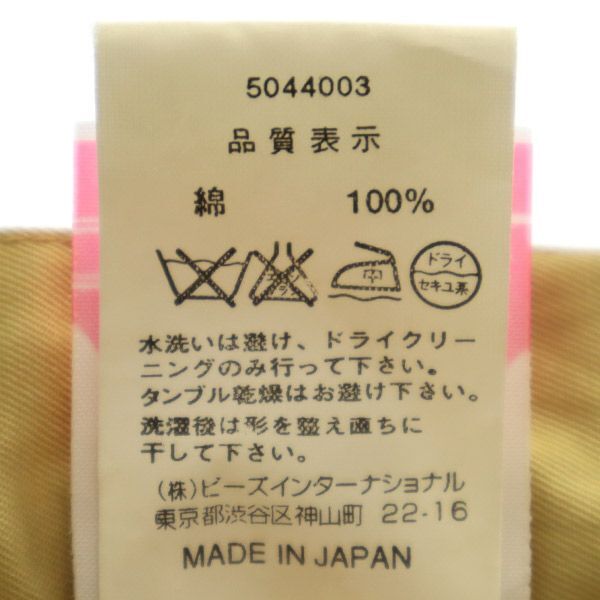 5044003
品質表示
綿 100%
中
ドライ
セキユ系
水洗いは避け、ドライクリー
ニングのみ行って下さい。
タンブル乾燥はお避け下さい。
洗濯後は形を整え直ちに
干して下さい。
(株)ビーズインターナショナル
東京都渋谷区神山町 22-16
MADE IN JAPAN